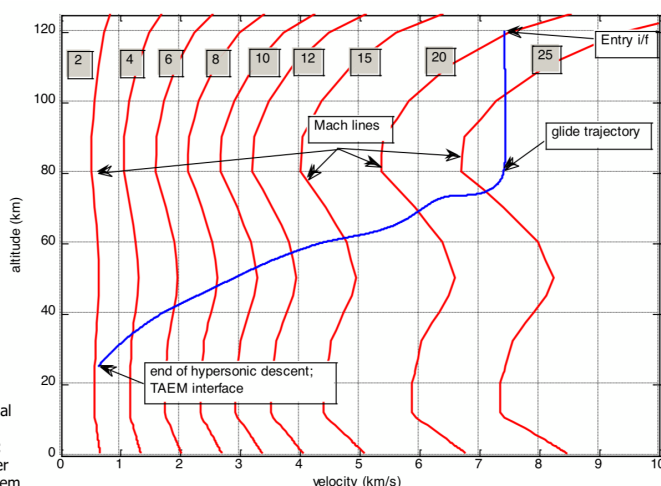 120
100
80
60
40
20
0
altitude (km)
2
4
6
8
10
12
15
20
25
Entry i/f
Mach lines
glide trajectory
end of hypersonic descent;
TAEM interface
0
1
2
3
4
5
6
7
8
9
10
velocity (km/s)
al
er
em